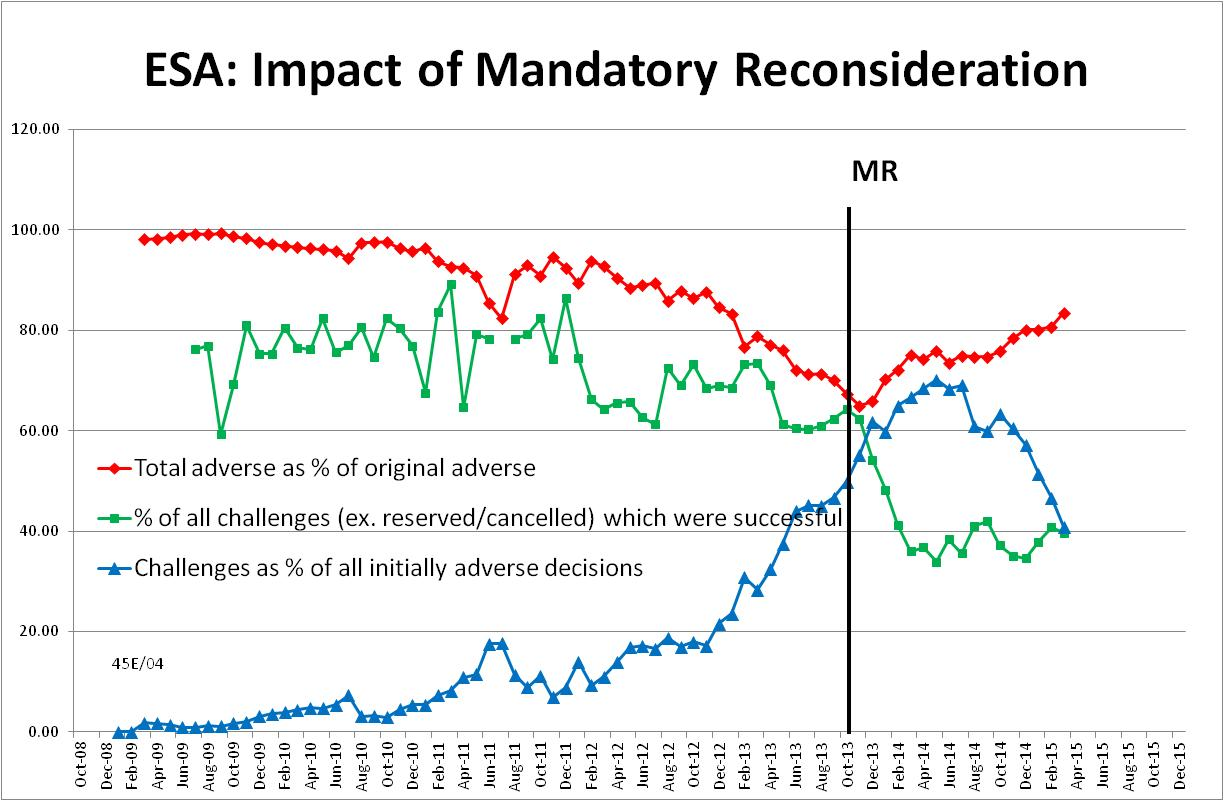 ESA: Impact of Mandatory Reconsideration
120.00
MR
100.00
80.00
60.00
Total adverse as % of original adverse
% of all challenges (ex. reserved/cancelled) which were successful
40.00
Challenges as % of all initially adverse decisions
20.00
45E/04
0.00
Oct-08
Dec-08
Feb-09
Apr-09
Jun-09
Aug-09
Oct-09
Dec-09
Feb-10
Apr-10
Jun-10
Aug-10
Oct-10
Dec-10
Feb-11
Apr-11
Jun-11
Aug-11
Oct-11
Dec-11
Feb-12
Apr-12
Jun-12
Aug-12
Oct-12
Dec-12
Feb-13
Apr-13
Jun-13
Aug-13
Oct-13
Dec-13
Feb-14
Apr-14
Jun-14
Aug-14
Oct-14
Dec-14
Feb-15
Apr-15
Jun-15
Aug-15
Oct-15
Dec-15